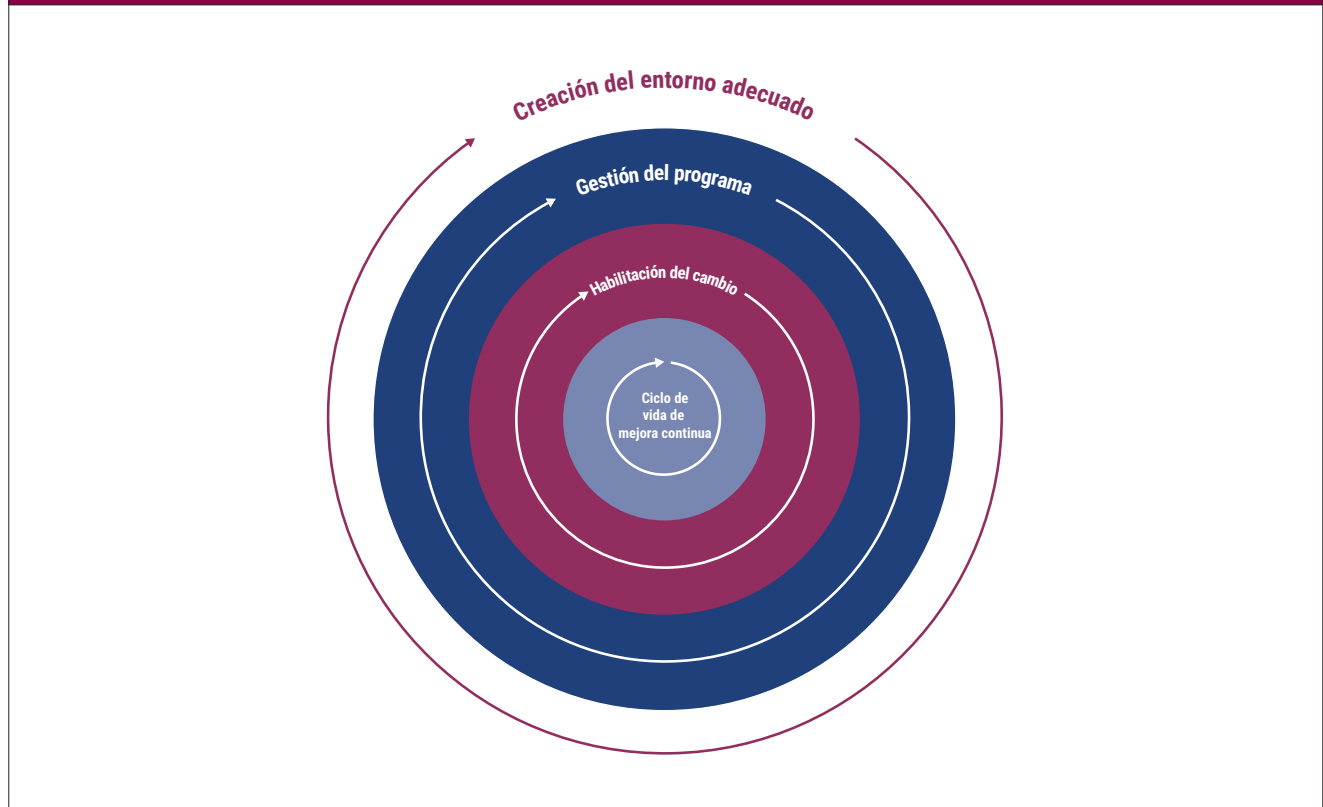 Creación del entorno adecuado
Gestión del programa
Habilitación del cambio
Ciclo de
vida de
mejora continua